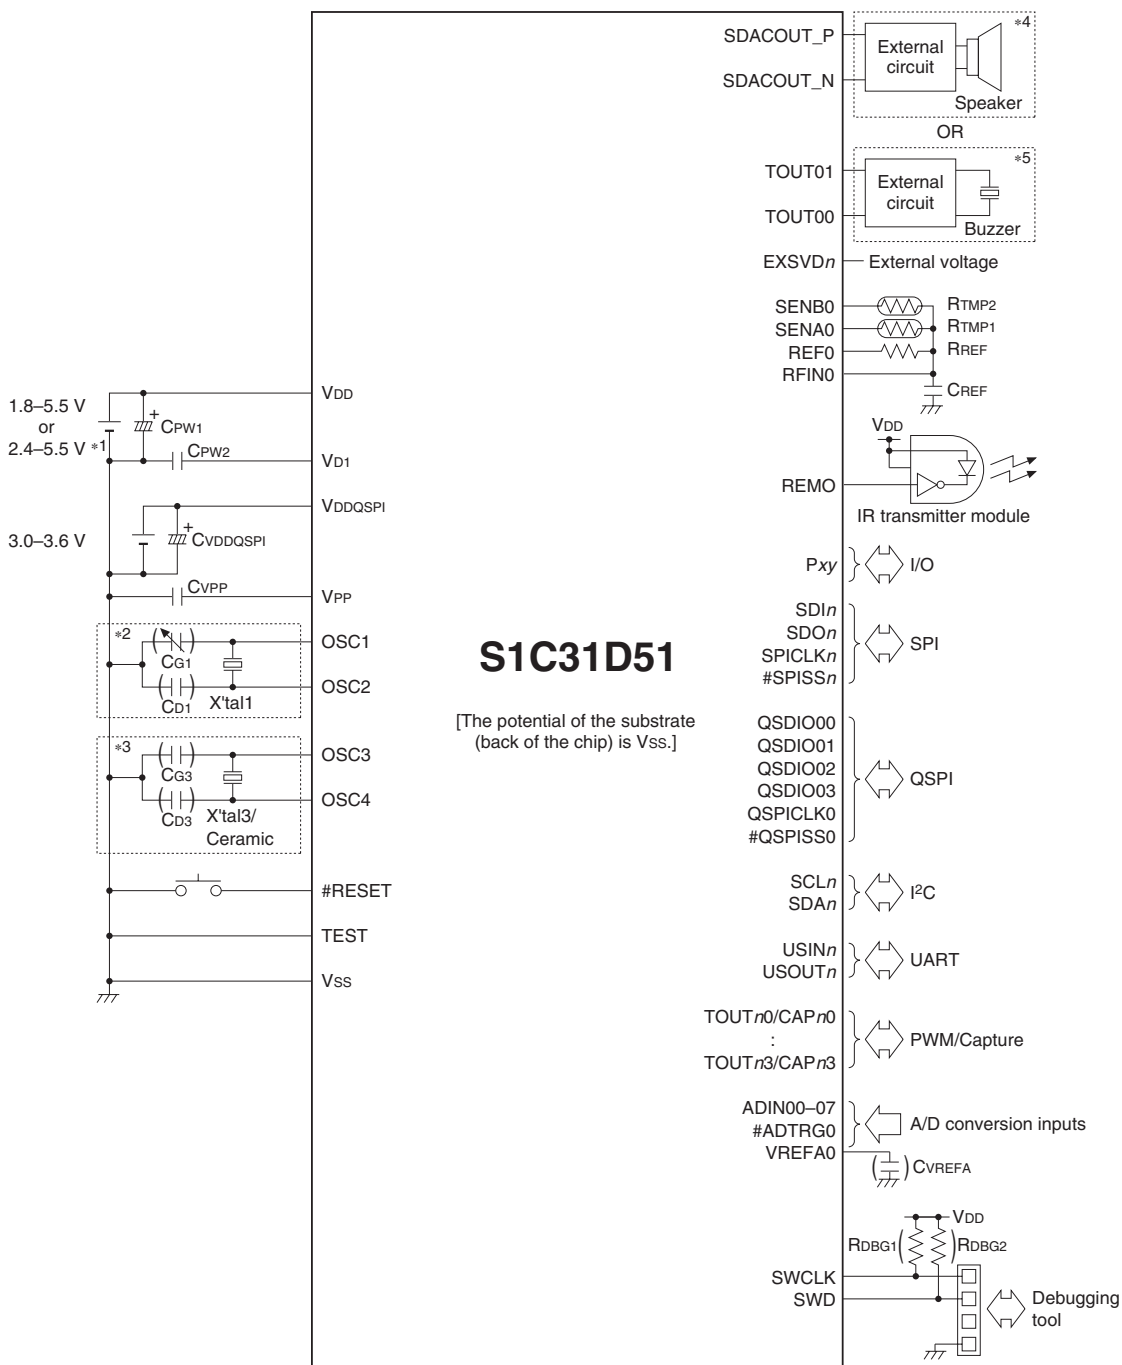 SDACOUT_P
SDACOUT_N
External
circuit
Speaker
*4
OR
TOUT01
TOUT00
External
circuit
Buzzer
*5
EXSVDn
External voltage
SENB0
RTMP2
SENA0
RTMP1
REF0
RREF
RFIN0
CREF
VDD
REMO
IR transmitter module
Pxy
I/O
SDIn
SDOn
SPICLKn
#SPISSn
SPI
QSDIO00
QSDIO01
QSDIO02
QSDIO03
QSPICLK0
#QSPISS0
QSPI
SCLn
SDAn
I²C
USINn
USOUTn
UART
TOUTn0/CAPn0
:
TOUTn3/CAPn3
PWM/Capture
ADIN00–07
#ADTRG0
A/D conversion inputs
VREFA0
CVREFA
VDD
RDBG1
RDBG2
SWCLK
SWD
Debugging
tool
S1C31D51
[The potential of the substrate
(back of the chip) is VSS.]
1.8–5.5 V
or
2.4–5.5 V *1
+
CPW1
CPW2
VDD
VD1
3.0–3.6 V
+
CVDDQSPI
VDDQSPI
CVPP
VPP
*2
CG1
CD1
X'tal1
OSC1
OSC2
*3
CG3
CD3
X'tal3/
Ceramic
OSC3
OSC4
#RESET
TEST
VSS